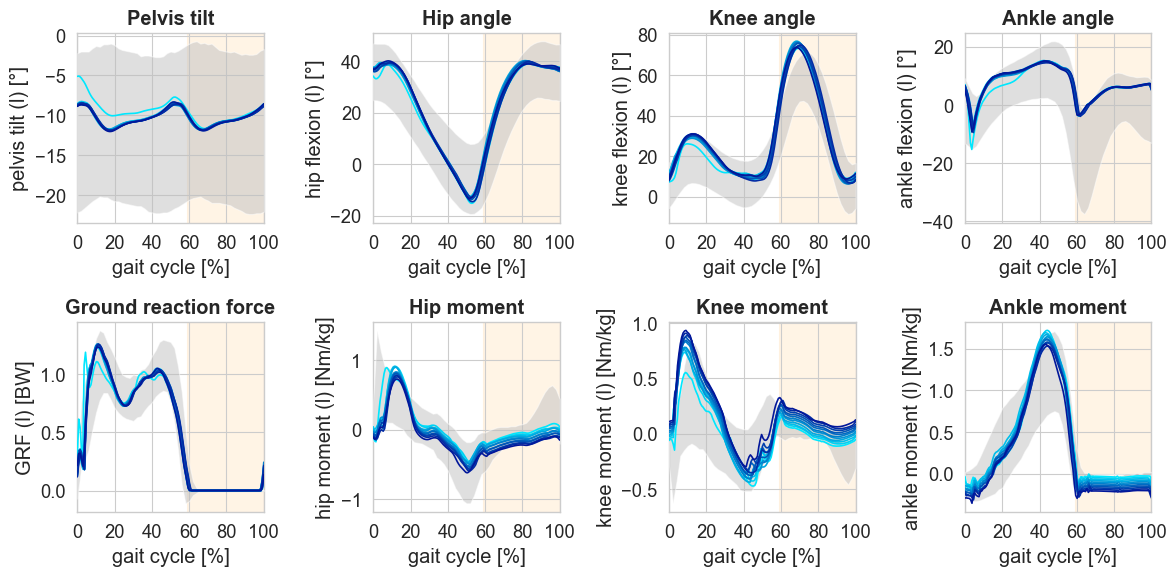 Pelvis tilt
Hip angle
Knee angle
Ankle angle
pelvis tilt (l) [°]
0
−5
−10
−15
−20
0 20 40 60 80 100
gait cycle [%]
hip flexion (l) [°]
40
20
0
−20
0 20 40 60 80 100
gait cycle [%]
knee flexion (l) [°]
80
60
40
20
0
0 20 40 60 80 100
gait cycle [%]
ankle flexion (l) [°]
20
0
−20
−40
0 20 40 60 80 100
gait cycle [%]
Ground reaction force
Hip moment
Knee moment
Ankle moment
GRF (l) [BW]
1.0
0.5
0.0
0 20 40 60 80 100
gait cycle [%]
hip moment (l) [Nm/kg]
1
0
−1
0 20 40 60 80 100
gait cycle [%]
knee moment (l) [Nm/kg]
1.0
0.5
0.0
−0.5
0 20 40 60 80 100
gait cycle [%]
ankle moment (l) [Nm/kg]
1.5
1.0
0.5
0.0
0 20 40 60 80 100
gait cycle [%]